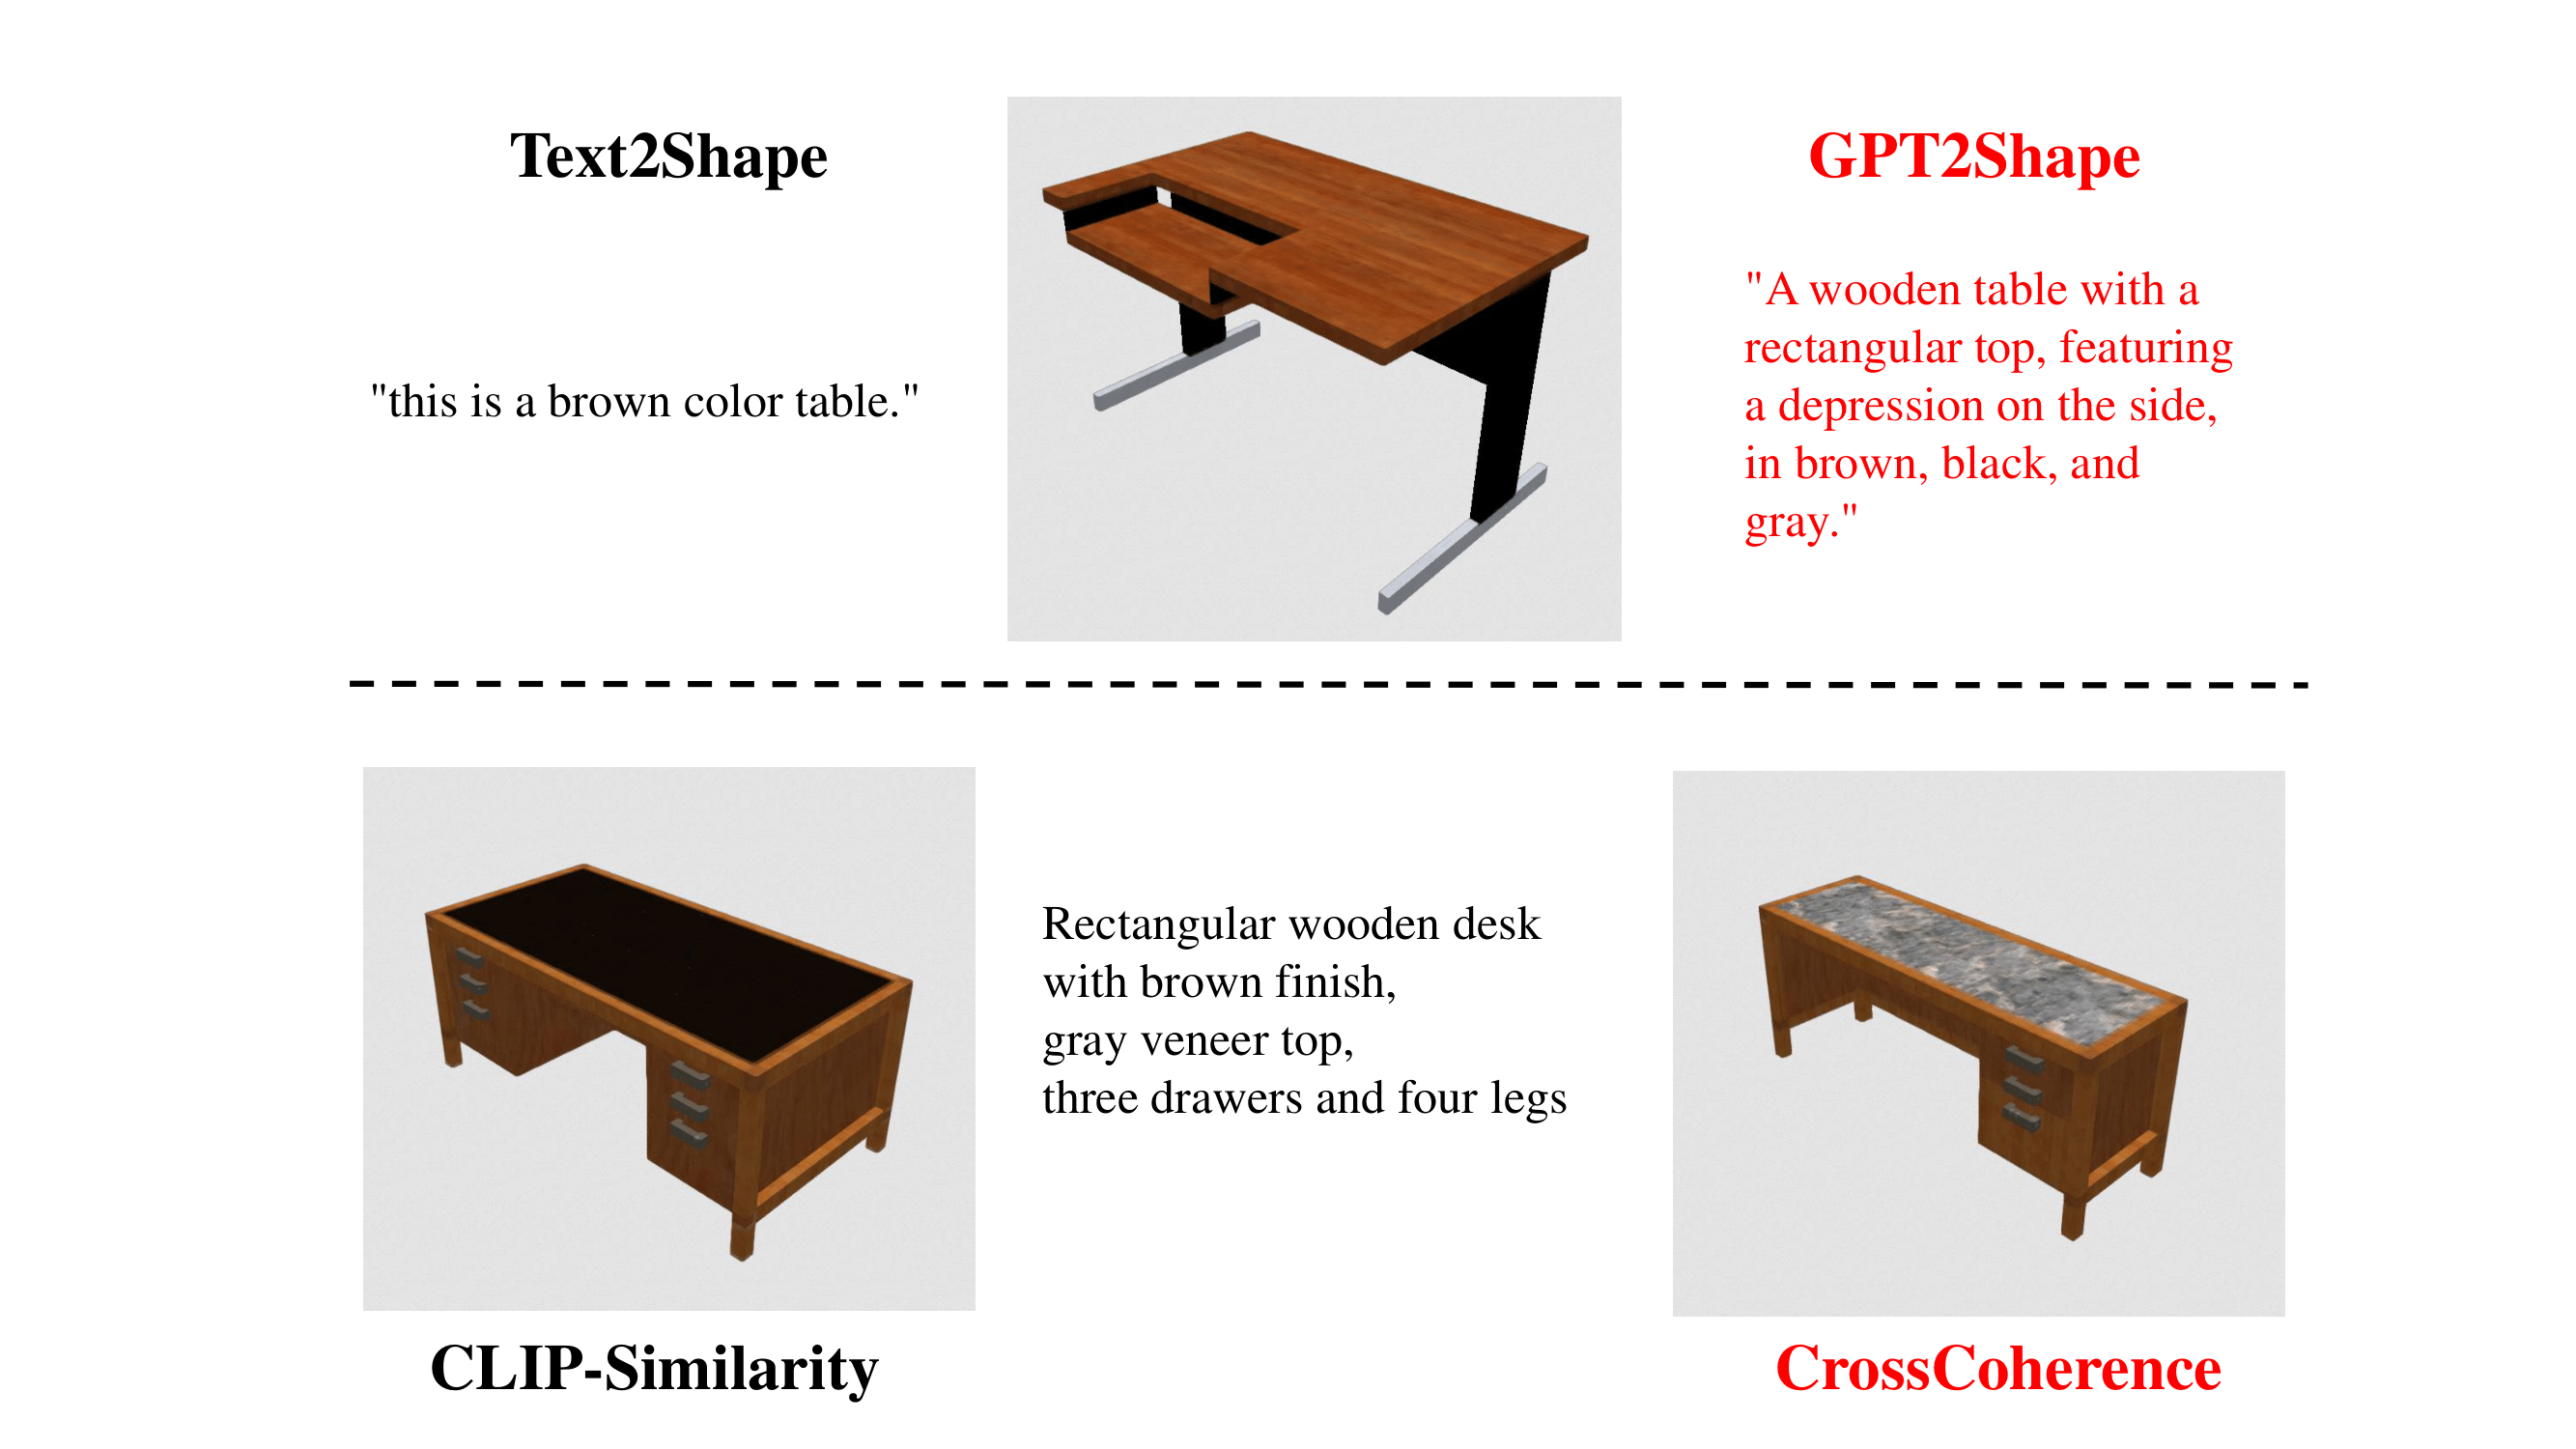 Text2Shape
GPT2Shape
"this is a brown color table."
"A wooden table with a
rectangular top, featuring
a depression on the side,
in brown, black, and
gray."
Rectangular wooden desk
with brown finish,
gray veneer top,
three drawers and four legs
CLIP-Similarity
CrossCoherence